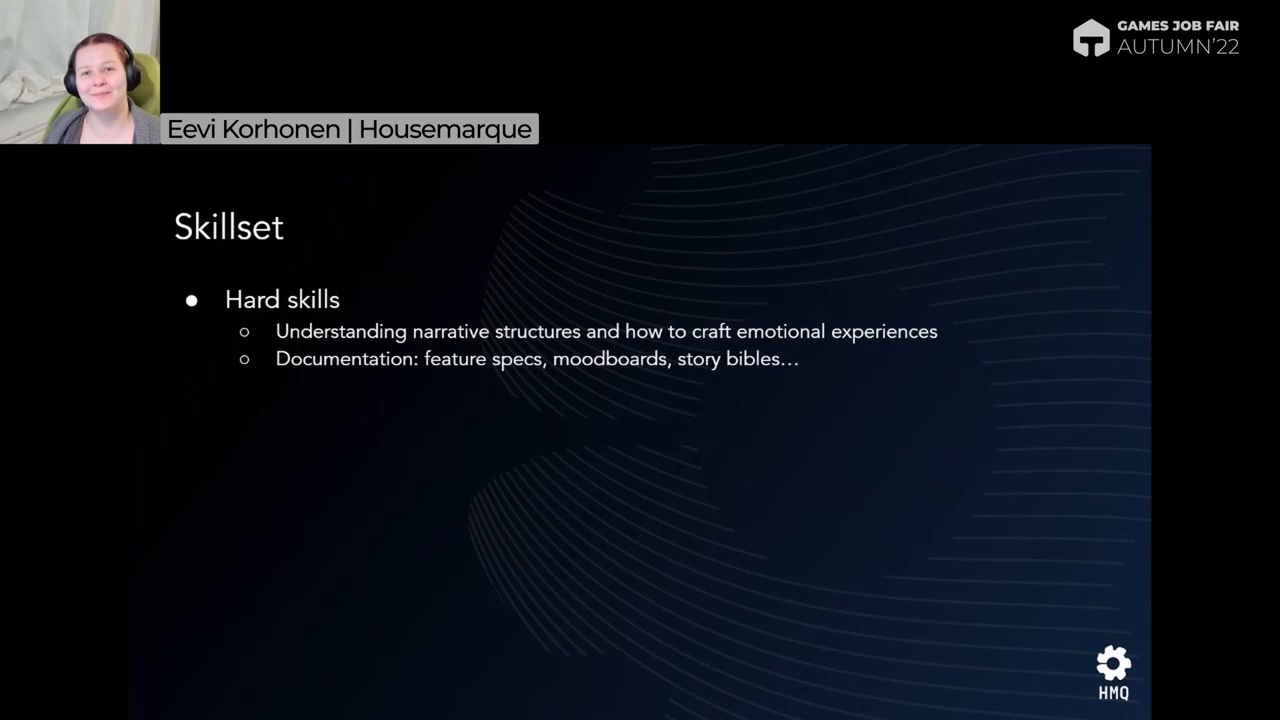 GAMES JOB FAIR
AUTUMN'22
Eevi Korhonen | Housemarque
Skillset
● Hard skills
○ Understanding narrative structures and how to craft emotional experiences
○ Documentation: feature specs, moodboards, story bibles…
HMQ